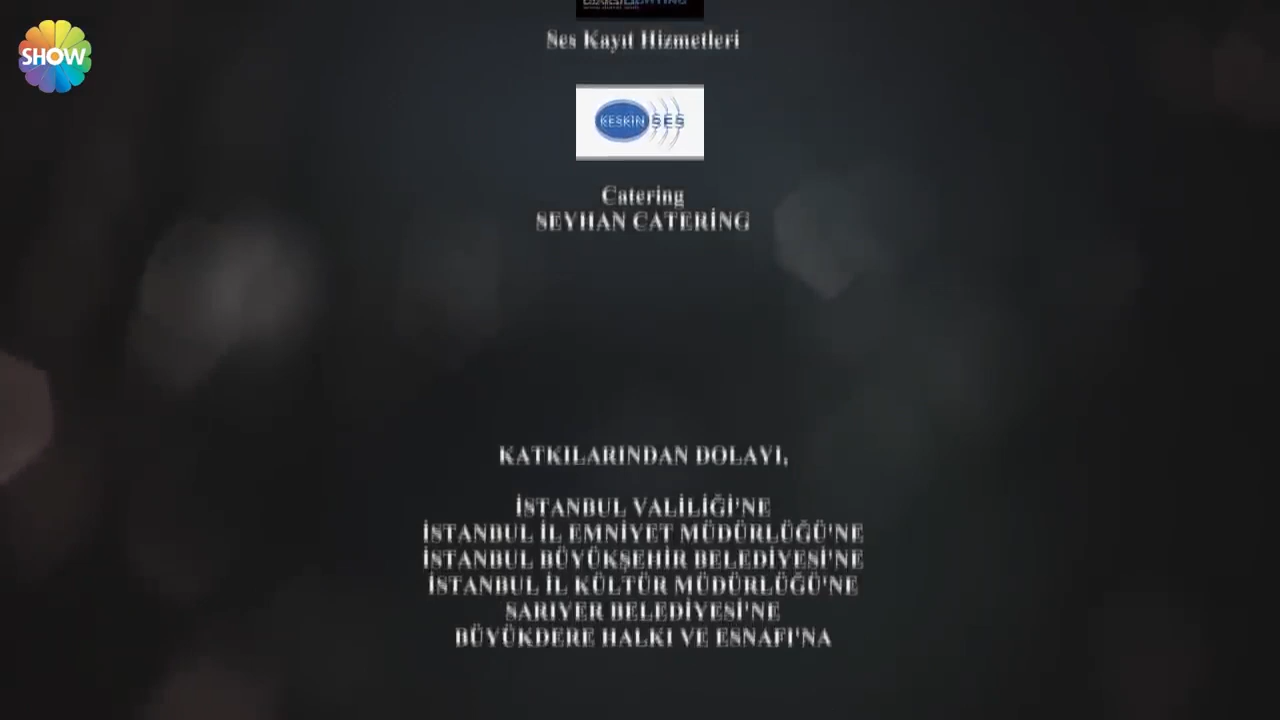 SHOW
Ses Kayıt Hizmetleri
KESKİN SES
Catering
SEYHAN CATERİNG
KATKILARINDAN DOLAYI,
İSTANBUL VALİLİĞİ'NE
İSTANBUL İL EMNİYET MÜDÜRLÜĞÜ'NE
İSTANBUL BÜYÜKŞEHİR BELEDİYESİ'NE
İSTANBUL İL KÜLTÜR MÜDÜRLÜĞÜ'NE
SARIYER BELEDİYESİ'NE
BÜYÜKDERE HALKI VE ESNAFI'NA